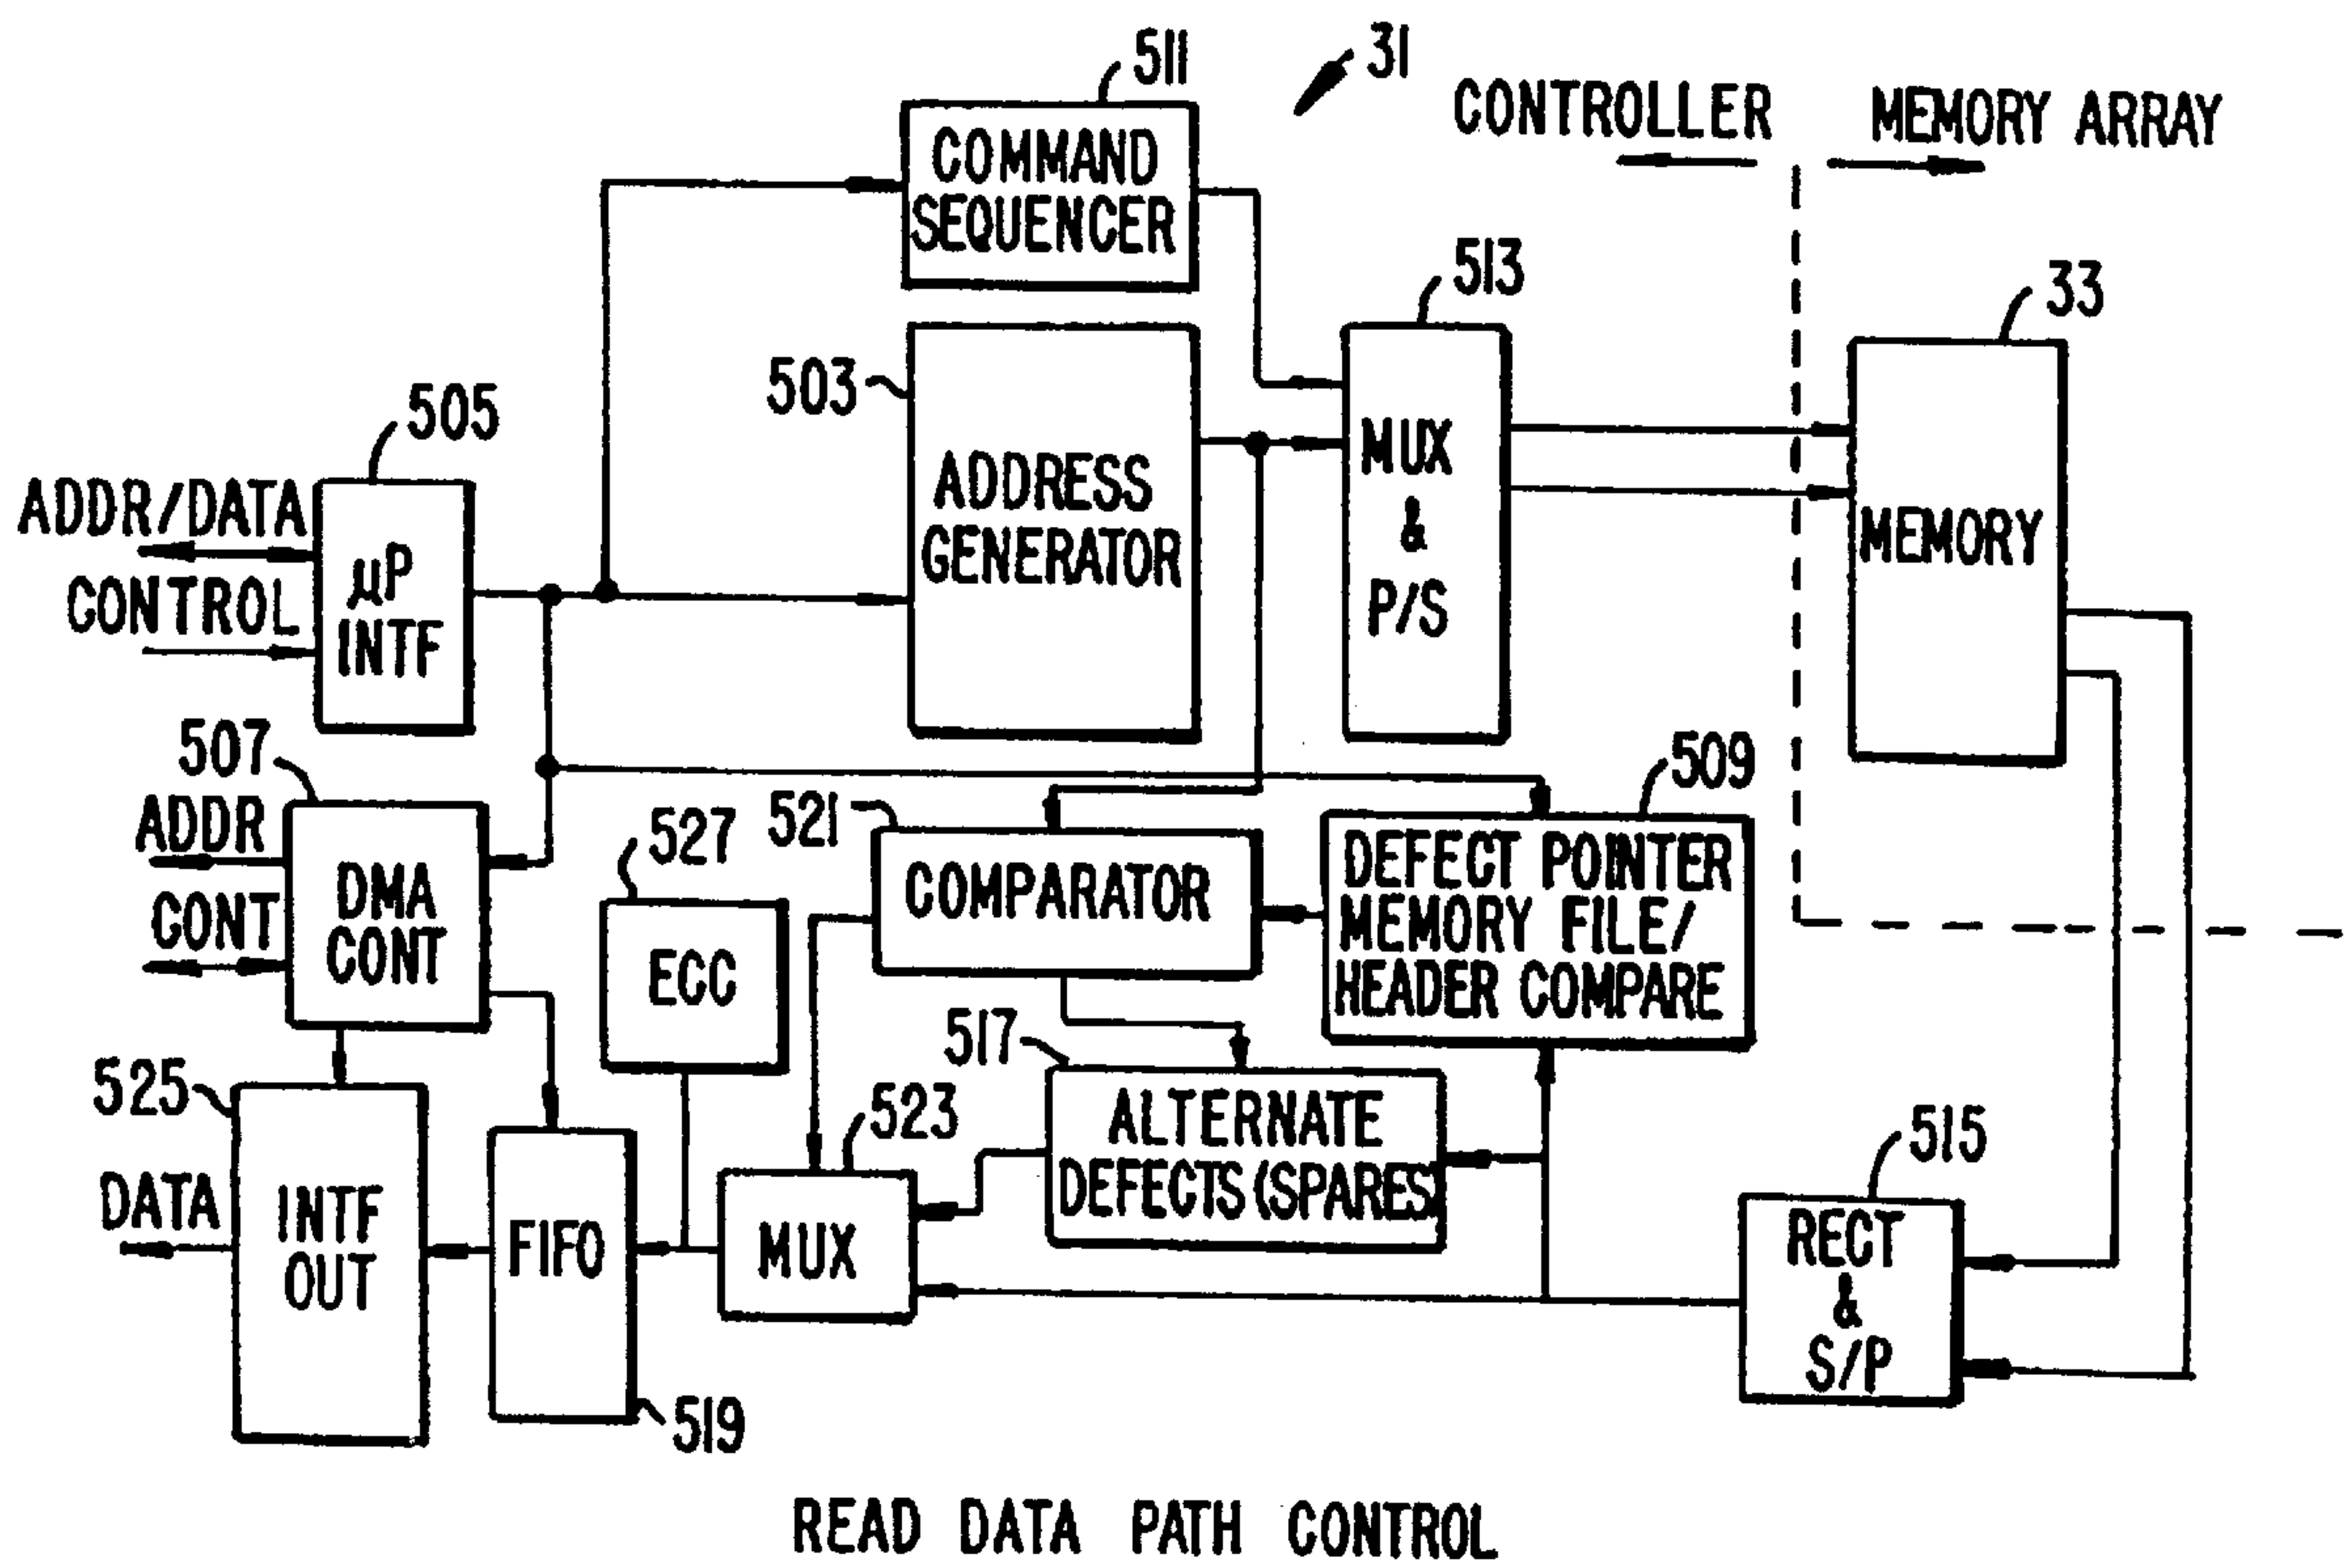 511
31
CONTROLLER
MEMORY ARRAY
COMMAND
SEQUENCER
513
33
503
505
ADDRESS
GENERATOR
MUX
&
P/S
MEMORY
ADDR/DATA
CONTROL
µP
INTF
507
ADDR
CONT
DMA
CONT
527
ECC
521
COMPARATOR
509
DEFECT POINTER
MEMORY FILE/
HEADER COMPARE
517
ALTERNATE
DEFECTS (SPARES)
525
DATA
INTF
OUT
FIFO
519
523
MUX
515
RECT
&
S/P
READ DATA PATH CONTROL